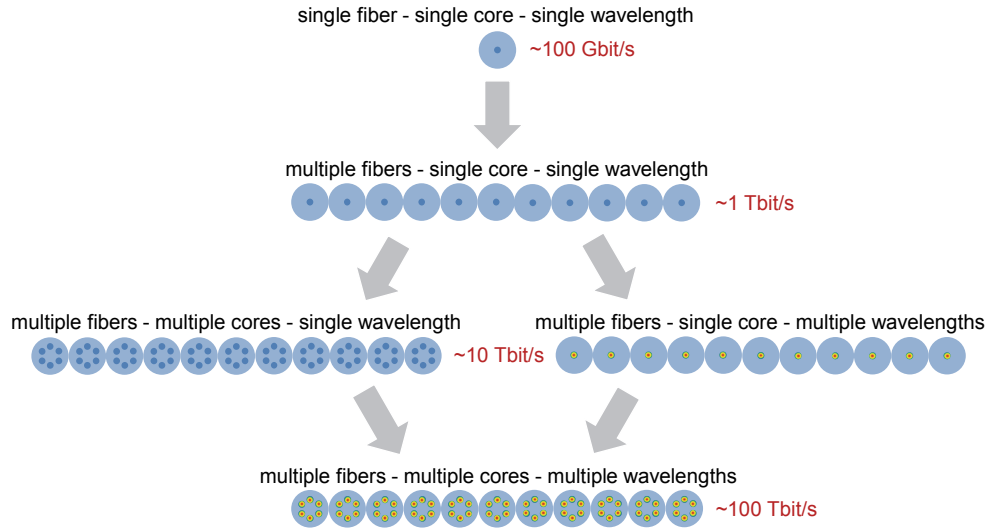 single fiber - single core - single wavelength
~100 Gbit/s
multiple fibers - single core - single wavelength
~1 Tbit/s
multiple fibers - multiple cores - single wavelength
multiple fibers - single core - multiple wavelengths
~10 Tbit/s
multiple fibers - multiple cores - multiple wavelengths
~100 Tbit/s